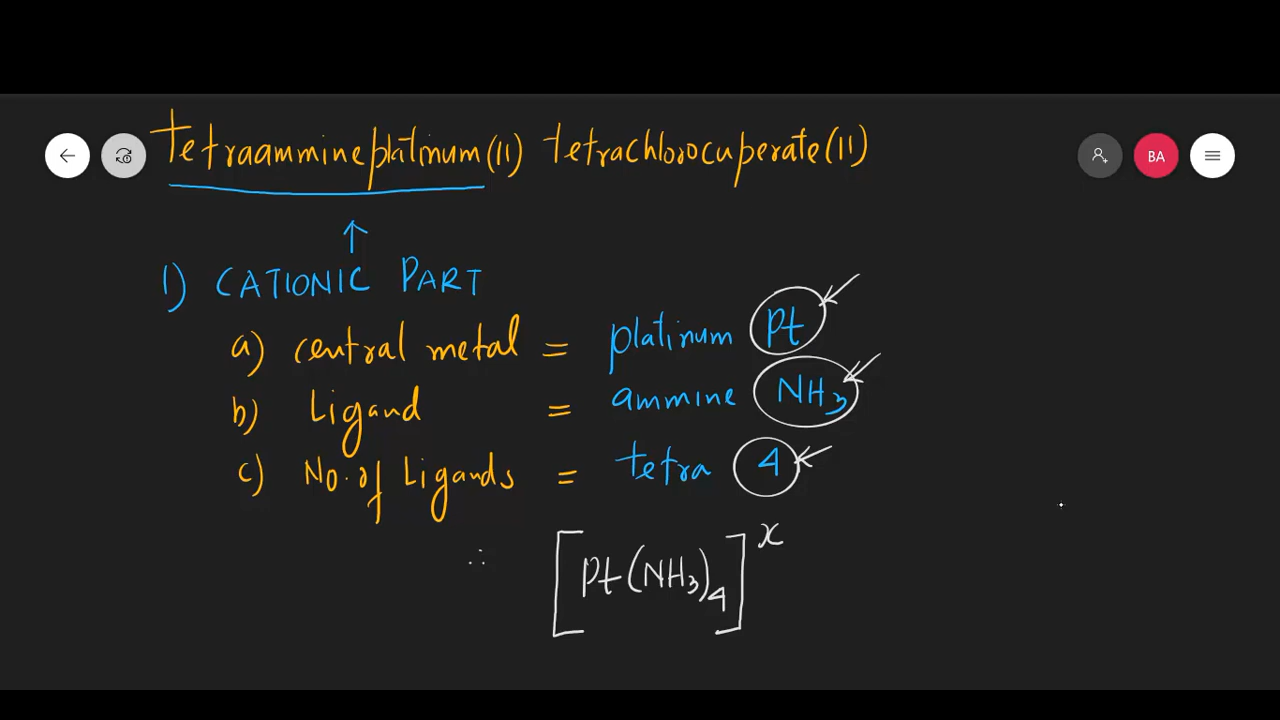 tetraammineplatinum(II) tetrachlorocuperate(II)
BA
↑
1) CATIONIC PART
a) central metal = platinum Pt
b) Ligand = ammine NH₃
c) No. of Ligands = tetra 4
∴ [Pt(NH₃)₄]ˣ